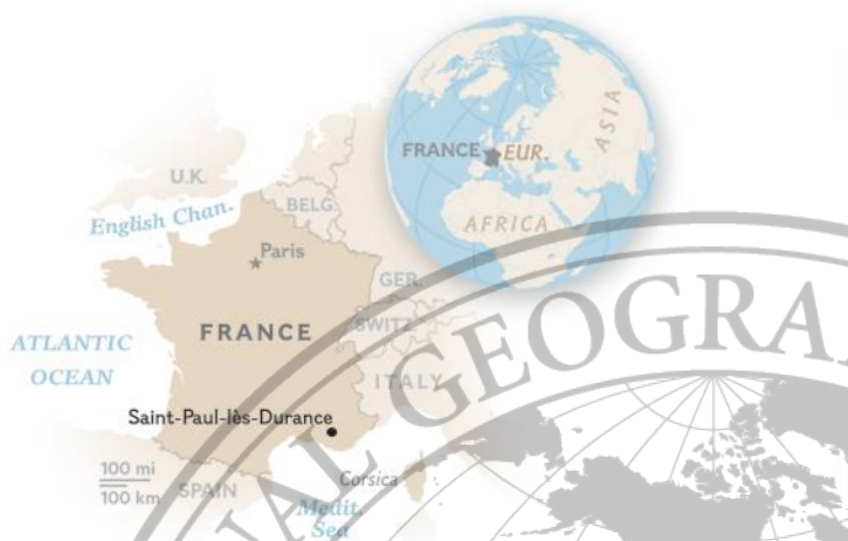 FRANCE
EUR.
ASIA
AFRICA
U.K.
English Chan.
BELG.
Paris
GER.
FRANCE
SWITZ.
ATLANTIC
OCEAN
ITALY
Saint-Paul-lès-Durance
100 mi
100 km
SPAIN
Corsica
Medit.
Sea
NAL GEOGRA